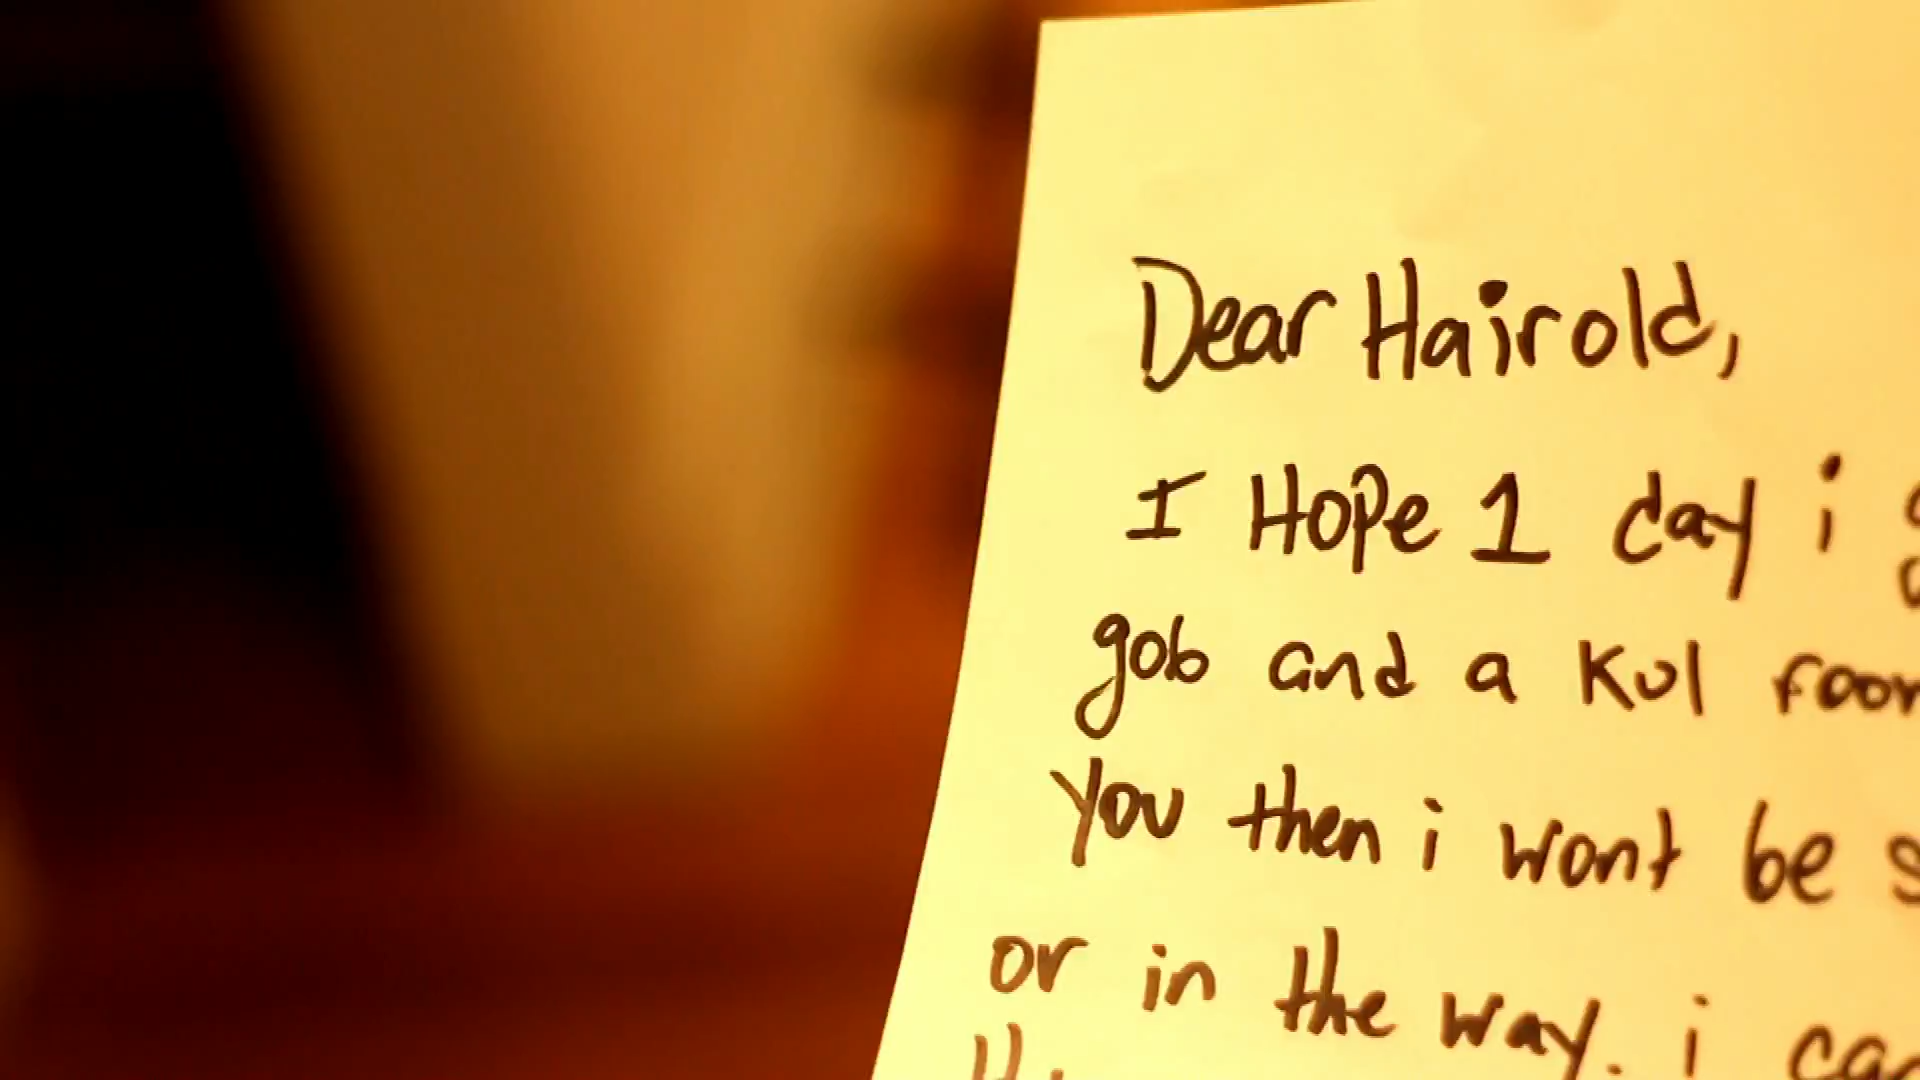 Dear Hairold,
I Hope 1 day i
gob and a Kul
you then i wont be
or in the way. i